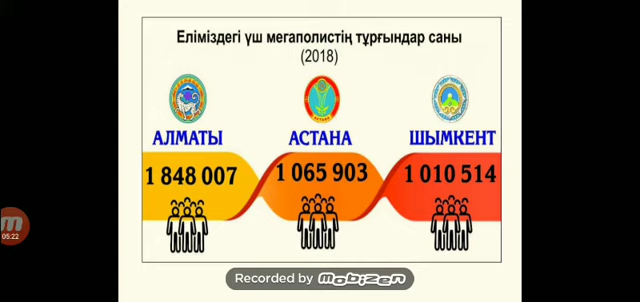 Еліміздегі үш мегаполистің тұрғындар саны
(2018)
АЛМАТЫ АСТАНА ШЫМКЕНТ
1 848 007 1 065 903 1 010 514
05:22
Recorded by mobizen